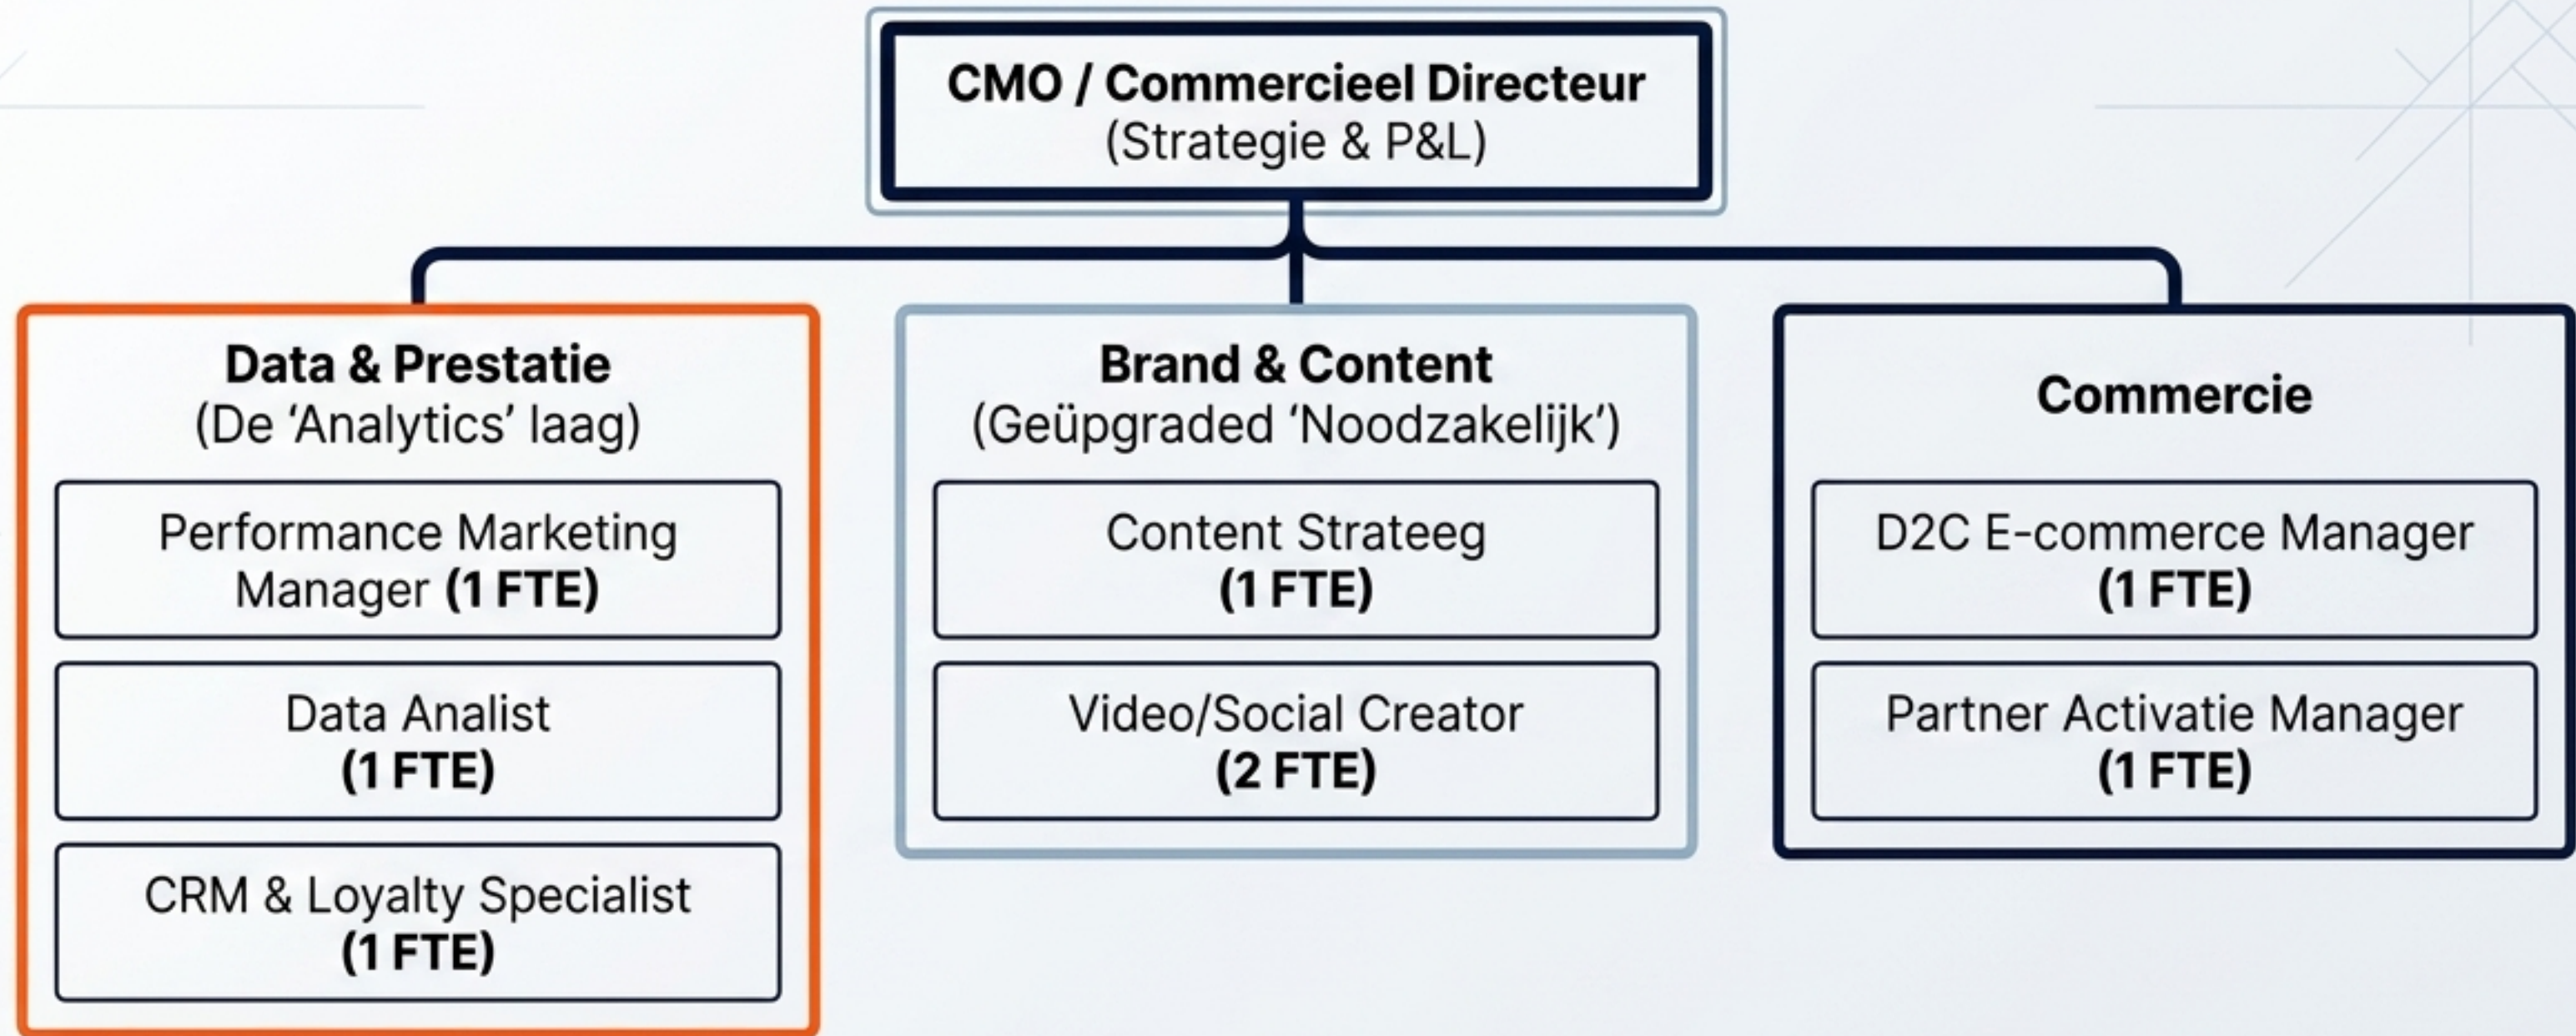 CMO / Commercieel Directeur
(Strategie & P&L)
Data & Prestatie
(De ‘Analytics’ laag)
Performance Marketing
Manager (1 FTE)
Data Analist
(1 FTE)
CRM & Loyalty Specialist
(1 FTE)
Brand & Content
(Geüpgraded ‘Noodzakelijk’)
Content Strateeg
(1 FTE)
Video/Social Creator
(2 FTE)
Commercie
D2C E-commerce Manager
(1 FTE)
Partner Activatie Manager
(1 FTE)